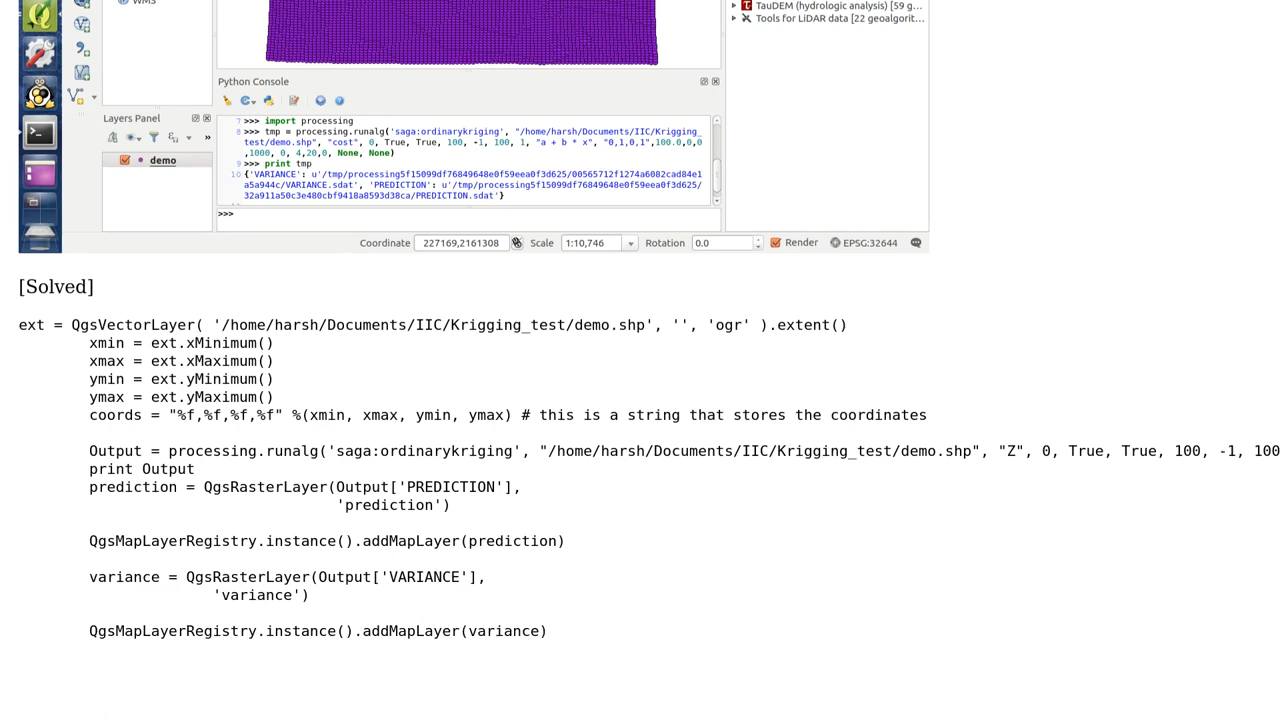 WMS
TauDEM (hydrologic analysis) [59 g...
Tools for LiDAR data [22 geoalgorit...
Python Console
Layers Panel
demo
7 >>> import processing
8 >>> tmp = processing.runalg('saga:ordinarykriging', "/home/harsh/Documents/IIC/Krigging_
test/demo.shp", "cost", 0, True, True, 100, -1, 100, 1, "a + b * x", "0,1,0,1",100.0,0,0
,1000, 0, 4,20,0, None, None)
9 >>> print tmp
10 {'VARIANCE': u'/tmp/processing5f15099df76849648e0f59eea0f3d625/00565712f1274a6082cad84e1
a5a944c/VARIANCE.sdat', 'PREDICTION': u'/tmp/processing5f15099df76849648e0f59eea0f3d625/
32a911a50c3e480cbf9418a8593d38ca/PREDICTION.sdat'}
>>>
Coordinate 227169,2161308 Scale 1:10,746 Rotation 0.0 Render EPSG:32644
[Solved]
ext = QgsVectorLayer( '/home/harsh/Documents/IIC/Krigging_test/demo.shp', '', 'ogr' ).extent()
xmin = ext.xMinimum()
xmax = ext.xMaximum()
ymin = ext.yMinimum()
ymax = ext.yMaximum()
coords = "%f,%f,%f,%f" %(xmin, xmax, ymin, ymax) # this is a string that stores the coordinates
Output = processing.runalg('saga:ordinarykriging', "/home/harsh/Documents/IIC/Krigging_test/demo.shp", "Z", 0, True, True, 100, -1, 100
print Output
prediction = QgsRasterLayer(Output['PREDICTION'],
'prediction')
QgsMapLayerRegistry.instance().addMapLayer(prediction)
variance = QgsRasterLayer(Output['VARIANCE'],
'variance')
QgsMapLayerRegistry.instance().addMapLayer(variance)